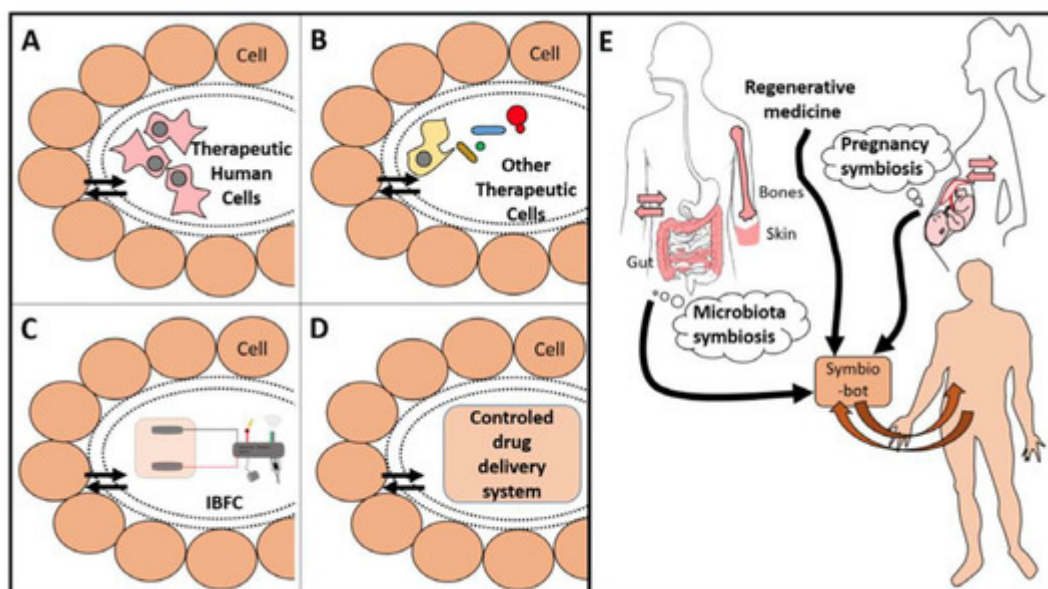 A
Cell
Therapeutic
Human
Cells
B
Cell
Other
Therapeutic
Cells
C
Cell
IBFC
D
Cell
Controled
drug
delivery
system
E
Regenerative
medicine
Pregnancy
symbiosis
Bones
Skin
Gut
Microbiota
symbiosis
Symbio
-bot